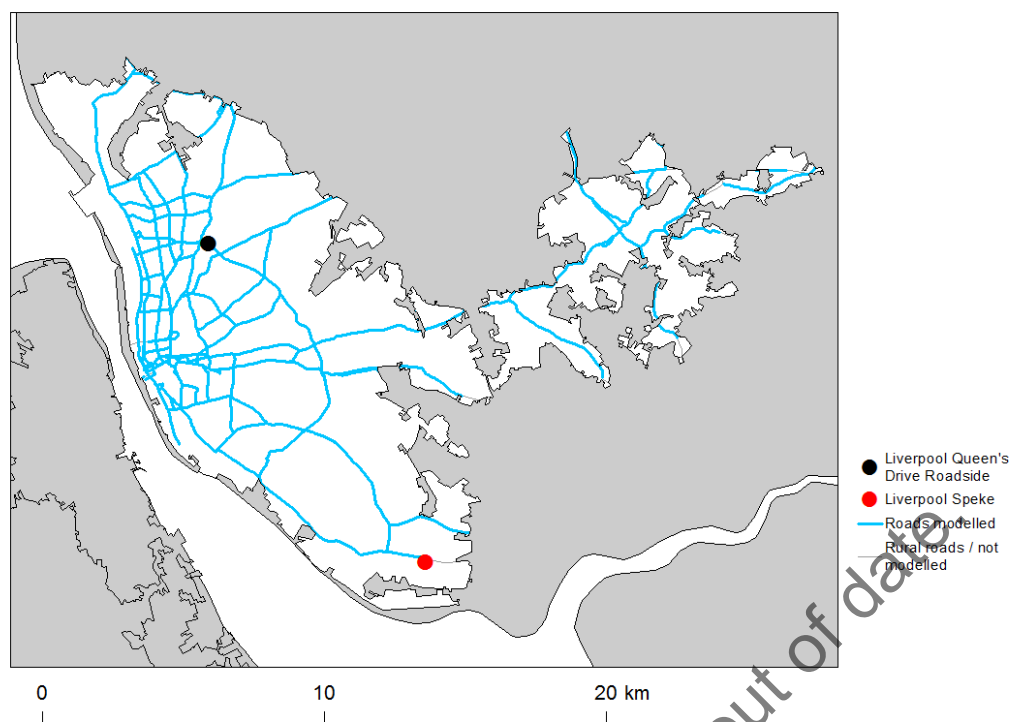 Liverpool Queen's
Drive Roadside
Liverpool Speke
Roads modelled
Rural roads / not
modelled
out of date.
0 10 20 km